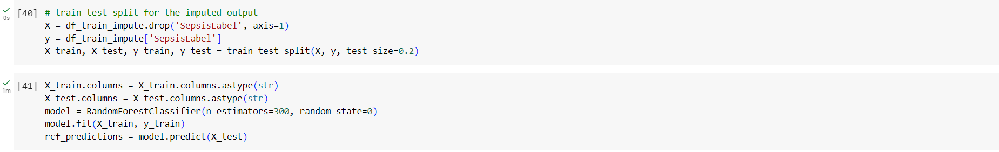 [40] # train test split for the imputed output
0s
X = df_train_impute.drop('SepsisLabel', axis=1)
y = df_train_impute['SepsisLabel']
X_train, X_test, y_train, y_test = train_test_split(X, y, test_size=0.2)
[41] X_train.columns = X_train.columns.astype(str)
1m
X_test.columns = X_test.columns.astype(str)
model = RandomForestClassifier(n_estimators=300, random_state=0)
model.fit(X_train, y_train)
rcf_predictions = model.predict(X_test)